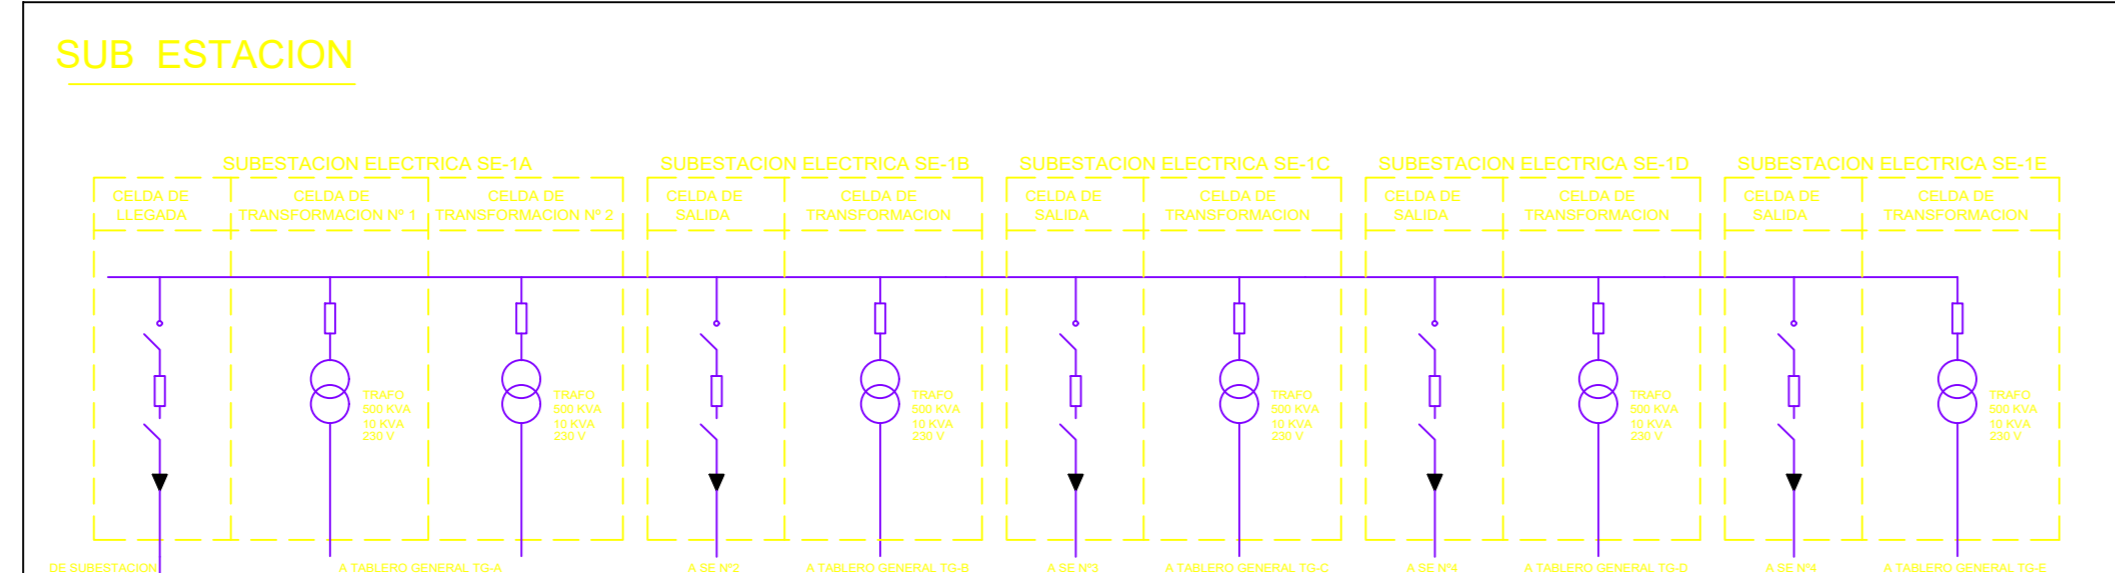 SUB ESTACION
SUBESTACION ELECTRICA SE-1A
SUBESTACION ELECTRICA SE-1B
SUBESTACION ELECTRICA SE-1C
SUBESTACION ELECTRICA SE-1D
SUBESTACION ELECTRICA SE-1E
CELDA DE
LLEGADA
CELDA DE
TRANSFORMACION Nº 1
CELDA DE
TRANSFORMACION Nº 2
CELDA DE
SALIDA
CELDA DE
TRANSFORMACION
CELDA DE
SALIDA
CELDA DE
TRANSFORMACION
CELDA DE
SALIDA
CELDA DE
TRANSFORMACION
CELDA DE
SALIDA
CELDA DE
TRANSFORMACION
TRAFO
500 KVA
10 KVA
230 V
TRAFO
500 KVA
10 KVA
230 V
TRAFO
500 KVA
10 KVA
230 V
TRAFO
500 KVA
10 KVA
230 V
TRAFO
500 KVA
10 KVA
230 V
TRAFO
500 KVA
10 KVA
230 V
DE SUBESTACION
A TABLERO GENERAL TG-A
A SE Nº2
A TABLERO GENERAL TG-B
A SE Nº3
A TABLERO GENERAL TG-C
A SE Nº4
A TABLERO GENERAL TG-D
A SE Nº4
A TABLERO GENERAL TG-E